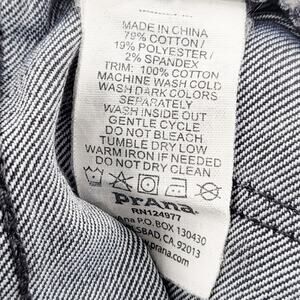 MADE IN CHINA
79% COTTON /
19% POLYESTER /
2% SPANDEX
TRIM: 100% COTTON
MACHINE WASH COLD
WASH DARK COLORS
SEPARATELY
WASH INSIDE OUT
GENTLE CYCLE
DO NOT BLEACH
TUMBLE DRY LOW
WARM IRON IF NEEDED
DO NOT DRY CLEAN
prAna
RN124977
Ana P.O. BOX 130430
SBAD, CA. 92013
prana.com